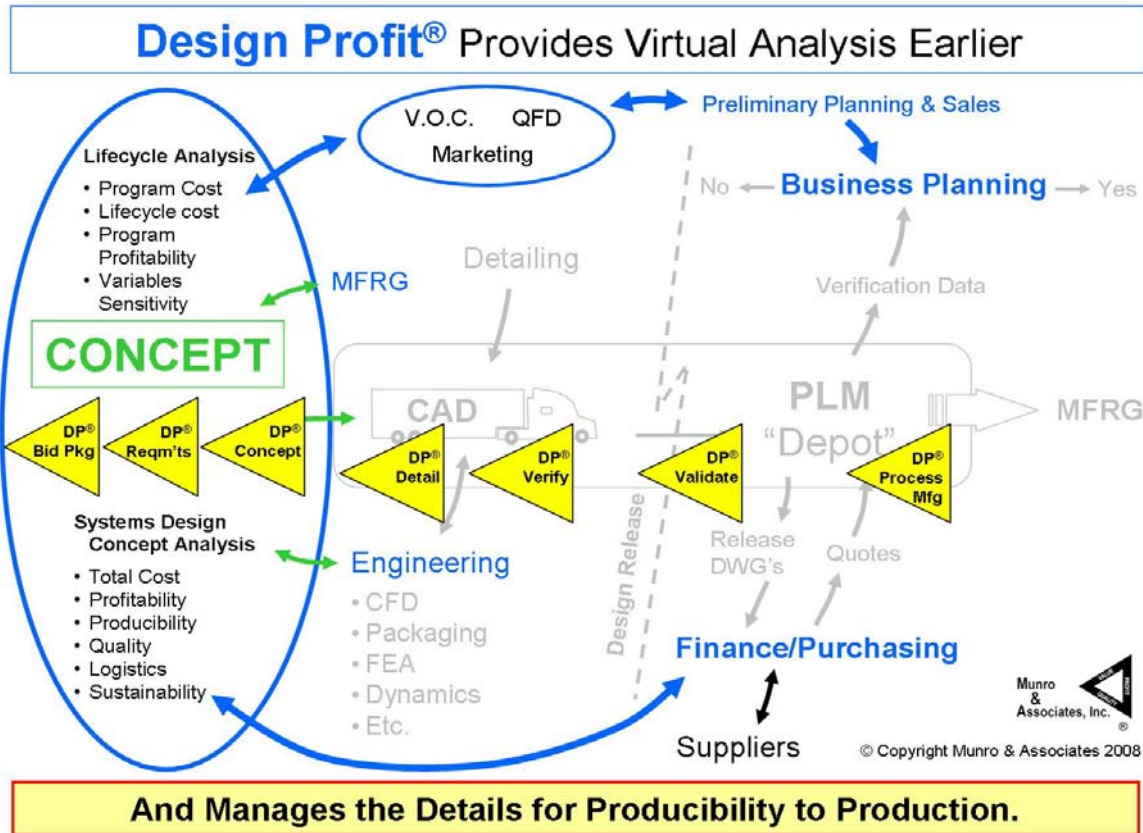 Design Profit® Provides Virtual Analysis Earlier
V.O.C. QFD
Marketing
Preliminary Planning & Sales
No
Business Planning
Yes
Lifecycle Analysis
• Program Cost
• Lifecycle cost
• Program
Profitability
• Variables
Sensitivity
MFRG
Detailing
Verification Data
CONCEPT
CAD
PLM
"Depot"
MFRG
DP®
Bid Pkg
DP®
Reqm'ts
DP®
Concept
DP®
Detail
DP®
Verify
DP®
Validate
DP®
Process
Mfg
Systems Design
Concept Analysis
• Total Cost
• Profitability
• Producibility
• Quality
• Logistics
• Sustainability
Engineering
• CFD
• Packaging
• FEA
• Dynamics
• Etc.
Design Release
Release
DWG's
Quotes
Finance/Purchasing
Suppliers
Munro
&
Associates, Inc.
VALUE
PROFIT
QUALITY
®
© Copyright Munro & Associates 2008
And Manages the Details for Producibility to Production.